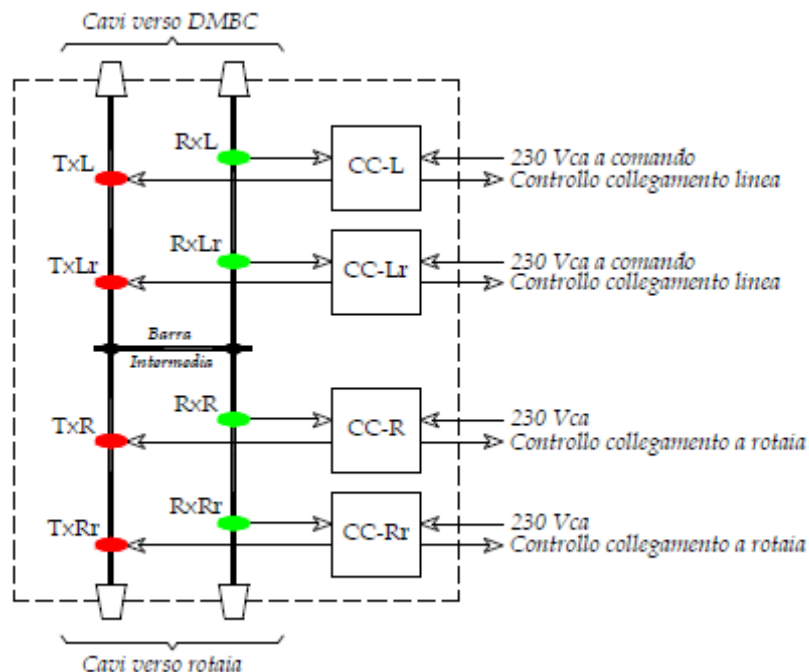 Cavi verso DMBC
RxL
TxL
CC-L
230 Vca a comando
Controllo collegamento linea
RxLr
TxLr
CC-Lr
230 Vca a comando
Controllo collegamento linea
Barra
Intermedia
RxR
TxR
CC-R
230 Vca
Controllo collegamento a rotaia
RxRr
TxRr
CC-Rr
230 Vca
Controllo collegamento a rotaia
Cavi verso rotaia